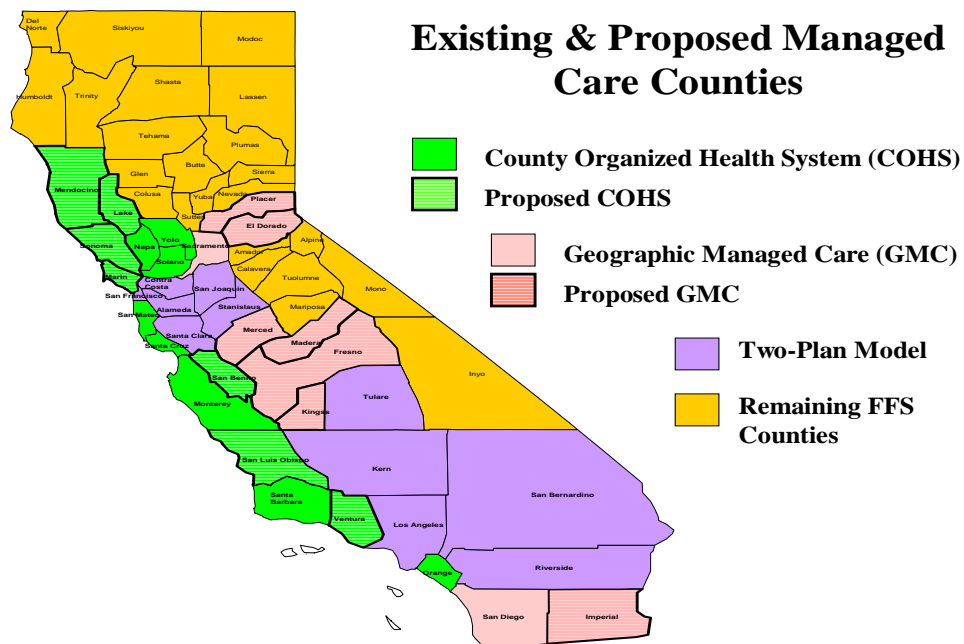 Existing & Proposed Managed
Care Counties
County Organized Health System (COHS)
Proposed COHS
Geographic Managed Care (GMC)
Proposed GMC
Two-Plan Model
Remaining FFS
Counties
Del
Norte
Siskiyou
Modoc
Humboldt
Trinity
Shasta
Lassen
Tehama
Plumas
Butte
Glen
Sierra
Mendocino
Colusa
Yuba
Nevada
Placer
Lake
Sutter
El Dorado
Sonoma
Napa
Yolo
Sacramento
Alpine
Solano
Amador
Marin
Calavera
Contra
Costa
San Joaquin
Tuolumne
Mono
San Francisco
Alameda
Stanislaus
Mariposa
San Mateo
Merced
Santa Clara
Madera
Santa Cruz
Fresno
San Benito
Inyo
Monterey
Kings
Tulare
San Luis Obispo
Kern
Santa
Barbara
San Bernardino
Ventura
Los Angeles
Orange
Riverside
San Diego
Imperial